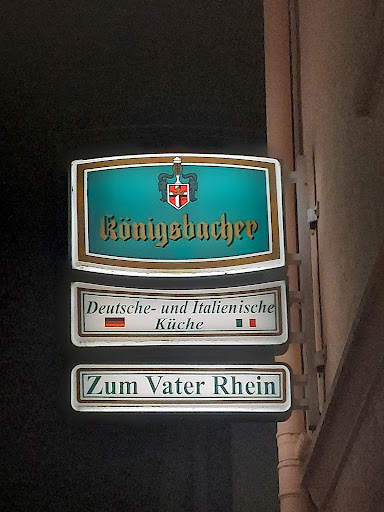 Königsbacher
Deutsche- und Italienische
Küche
Zum Vater Rhein